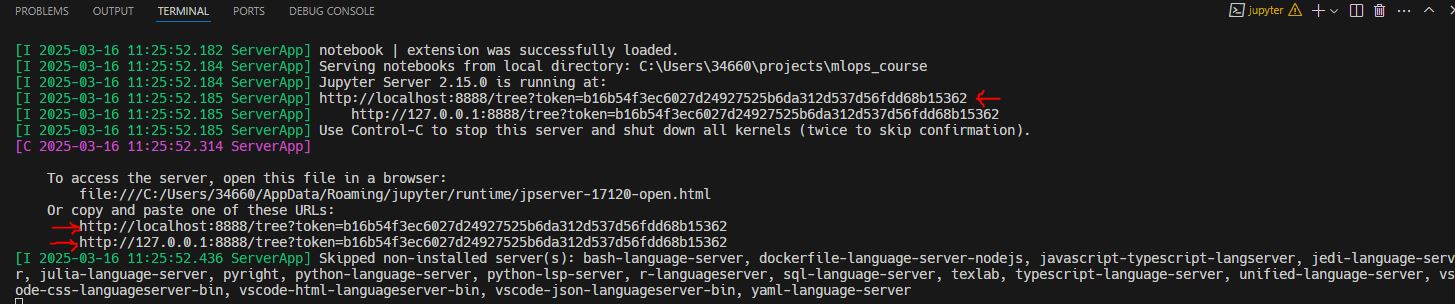 PROBLEMS OUTPUT TERMINAL PORTS DEBUG CONSOLE jupyter
[I 2025-03-16 11:25:52.182 ServerApp] notebook | extension was successfully loaded.
[I 2025-03-16 11:25:52.184 ServerApp] Serving notebooks from local directory: C:\Users\34660\projects\mlops_course
[I 2025-03-16 11:25:52.184 ServerApp] Jupyter Server 2.15.0 is running at:
[I 2025-03-16 11:25:52.185 ServerApp] http://localhost:8888/tree?token=b16b54f3ec6027d24927525b6da312d537d56fdd68b15362
[I 2025-03-16 11:25:52.185 ServerApp]     http://127.0.0.1:8888/tree?token=b16b54f3ec6027d24927525b6da312d537d56fdd68b15362
[I 2025-03-16 11:25:52.185 ServerApp] Use Control-C to stop this server and shut down all kernels (twice to skip confirmation).
[C 2025-03-16 11:25:52.314 ServerApp]
To access the server, open this file in a browser:
file:///C:/Users/34660/AppData/Roaming/jupyter/runtime/jpserver-17120-open.html
Or copy and paste one of these URLs:
http://localhost:8888/tree?token=b16b54f3ec6027d24927525b6da312d537d56fdd68b15362
http://127.0.0.1:8888/tree?token=b16b54f3ec6027d24927525b6da312d537d56fdd68b15362
[I 2025-03-16 11:25:52.436 ServerApp] Skipped non-installed server(s): bash-language-server, dockerfile-language-server-nodejs, javascript-typescript-langserver, jedi-language-serve
r, julia-language-server, pyright, python-language-server, python-lsp-server, r-languageserver, sql-language-server, texlab, typescript-language-server, unified-language-server, vsc
ode-css-languageserver-bin, vscode-html-languageserver-bin, vscode-json-languageserver-bin, yaml-language-server